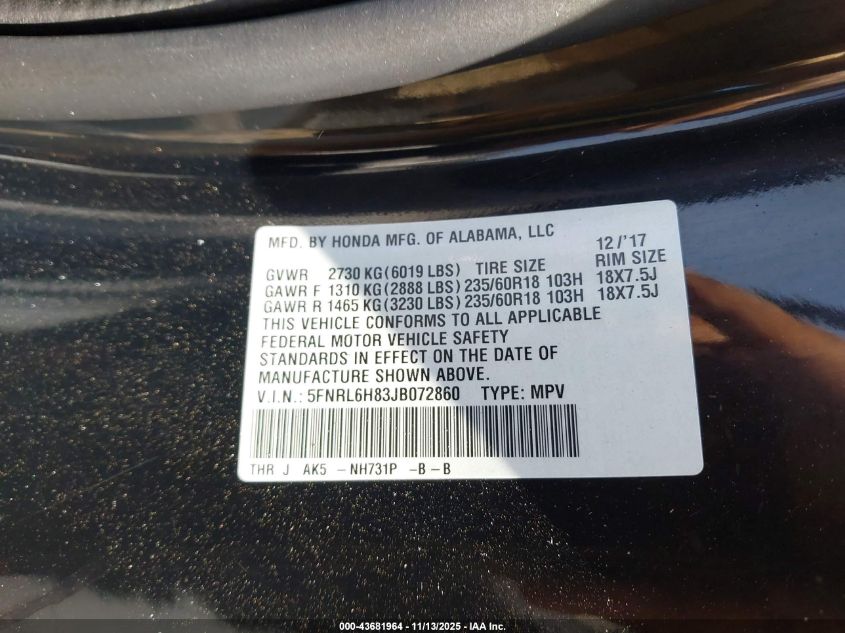 MFD. BY HONDA MFG. OF ALABAMA, LLC 12/'17
GVWR 2730 KG(6019 LBS) TIRE SIZE RIM SIZE
GAWR F 1310 KG(2888 LBS) 235/60R18 103H 18X7.5J
GAWR R 1465 KG(3230 LBS) 235/60R18 103H 18X7.5J
THIS VEHICLE CONFORMS TO ALL APPLICABLE
FEDERAL MOTOR VEHICLE SAFETY
STANDARDS IN EFFECT ON THE DATE OF
MANUFACTURE SHOWN ABOVE.
V.I.N.: 5FNRL6H83JB072860 TYPE: MPV
THR J AK5 -NH731P -B-B
000-43681964 - 11/13/2025 - IAA Inc.